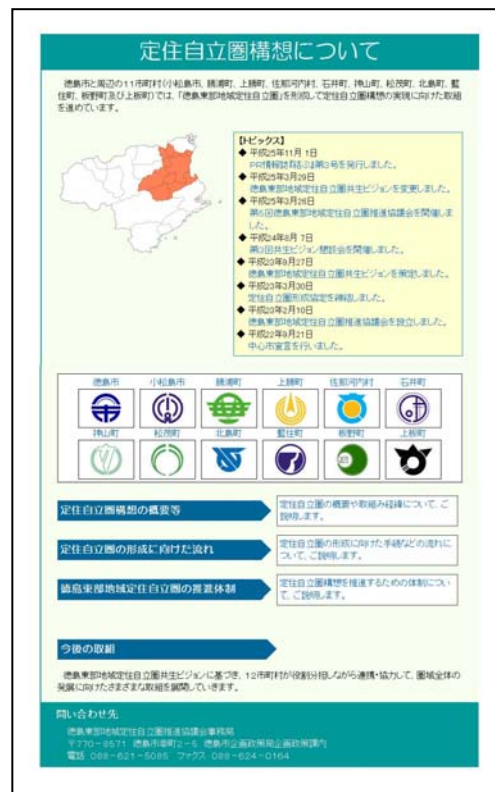 定住自立圏構想について
徳島市と周辺の11市町村(小松島市、勝浦町、上勝町、佐那河内村、石井町、神山町、松茂町、北島町、藍
住町、板野町及び上板町)では、「徳島東部地域定住自立圏」を形成して定住自立圏構想の実現に向けた取組
を進めています。
【トピックス】
◆ 平成25年11月 1日
PR情報誌 第3号を発行しました。
◆ 平成25年3月29日
徳島東部地域定住自立圏共生ビジョンを変更しました。
◆ 平成25年3月26日
徳島東部地域定住自立圏推進協議会を開催しま
した。
◆ 平成24年8月 7日
第3回共生ビジョン懇談会を開催しました。
◆ 平成23年9月27日
徳島東部地域定住自立圏共生ビジョンを策定しました。
◆ 平成23年3月30日
定住自立圏形成協定を締結しました。
◆ 平成23年2月10日
徳島東部地域定住自立圏推進協議会を設立しました。
◆ 平成22年9月21日
中心市宣言を行いました。
徳島市 小松島市 勝浦町 上勝町 佐那河内村 石井町
神山町 松茂町 北島町 藍住町 板野町 上板町
定住自立圏構想の概要等
定住自立圏の概要や取組み経緯について、ご
説明します。
定住自立圏の形成に向けた流れ
定住自立圏の形成に向けた手続などの流れに
ついて、ご説明します。
徳島東部地域定住自立圏の推進体制
定住自立圏構想を推進するための体制につい
て、ご説明します。
今後の取組
徳島東部地域定住自立圏共生ビジョンに基づき、12市町村が役割分担しながら連携・協力して、圏域全体の
発展に向けたさまざまな取組を展開していきます。
問い合わせ先
徳島東部地域定住自立圏推進協議会事務局
〒770-8571 徳島市幸町2-5 徳島市企画政策局企画政策課内
電話 088-621-5085 ファクス 088-624-0164